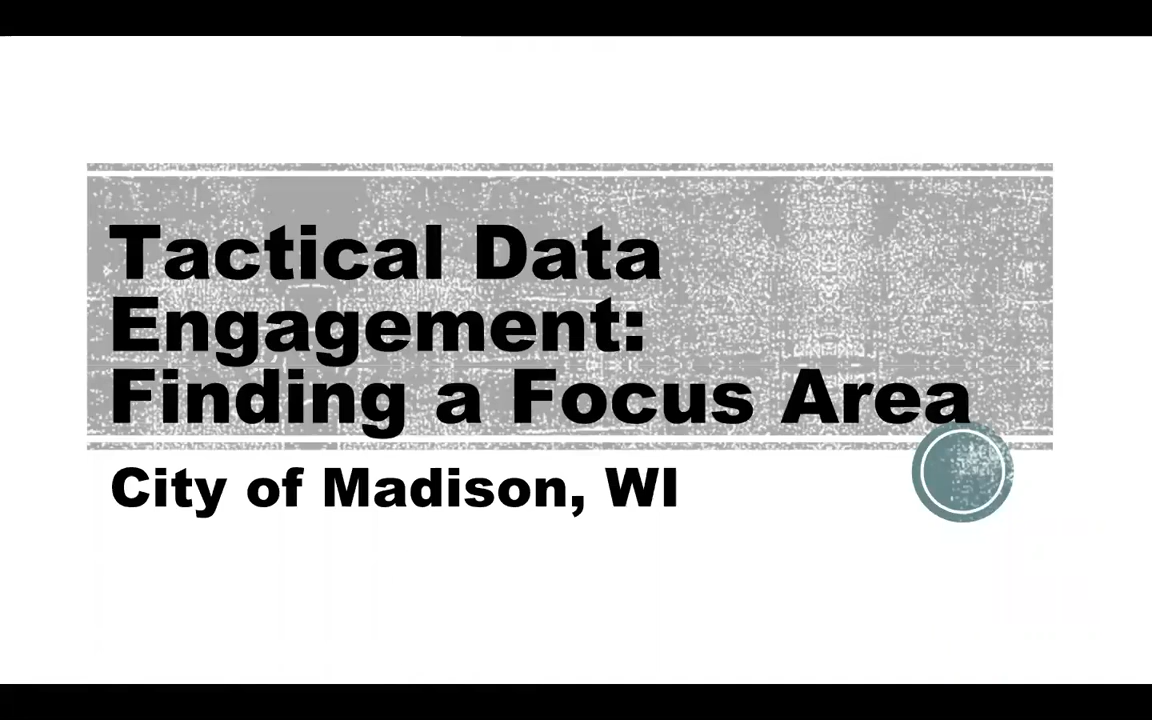 Tactical Data
Engagement:
Finding a Focus Area
City of Madison, WI